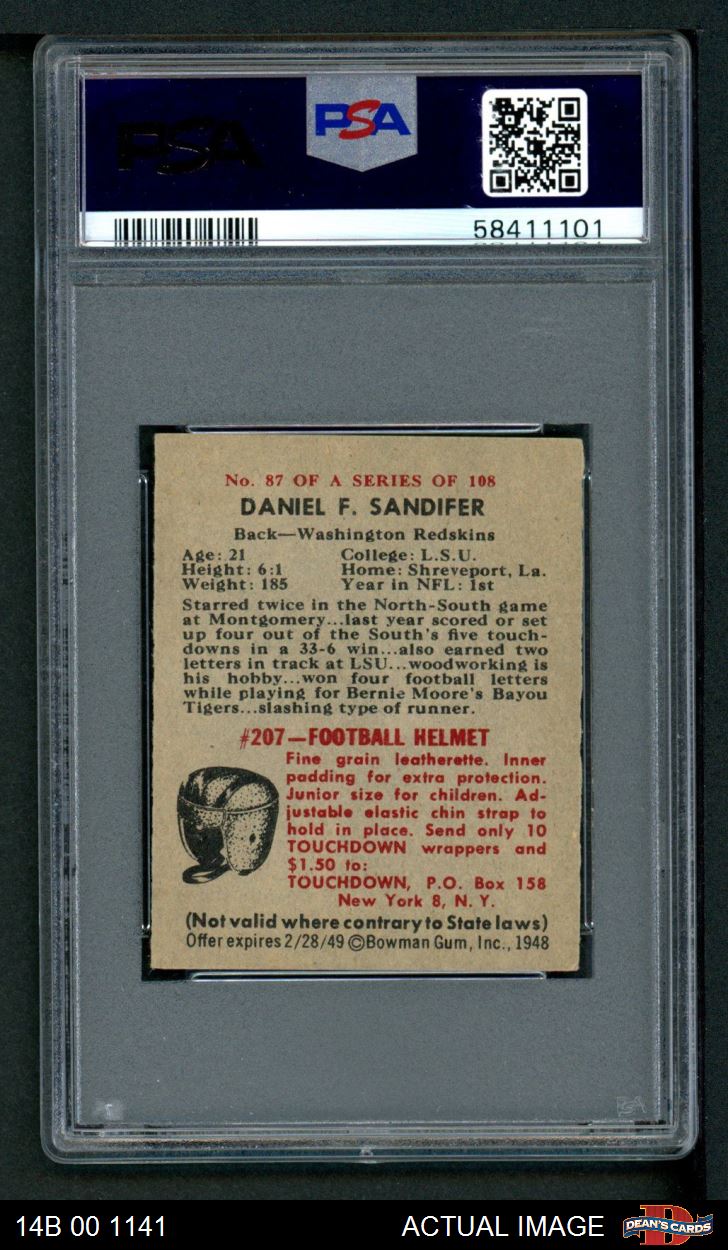 PSA
PSA
58411101
No. 87 OF A SERIES OF 108
DANIEL F. SANDIFER
Back—Washington Redskins
Age: 21 College: L.S.U.
Height: 6:1 Home: Shreveport, La.
Weight: 185 Year in NFL: 1st
Starred twice in the North-South game
at Montgomery...last year scored or set
up four out of the South's five touch-
downs in a 33-6 win...also earned two
letters in track at LSU...woodworking is
his hobby...won four football letters
while playing for Bernie Moore's Bayou
Tigers...slashing type of runner.
#207—FOOTBALL HELMET
Fine grain leatherette. Inner
padding for extra protection.
Junior size for children. Ad-
justable elastic chin strap to
hold in place. Send only 10
TOUCHDOWN wrappers and
$1.50 to:
TOUCHDOWN, P.O. Box 158
New York 8, N. Y.
(Not valid where contrary to State laws)
Offer expires 2/28/49 ©Bowman Gum, Inc., 1948
PSA
14B 00 1141 ACTUAL IMAGE DEAN'S CARDS